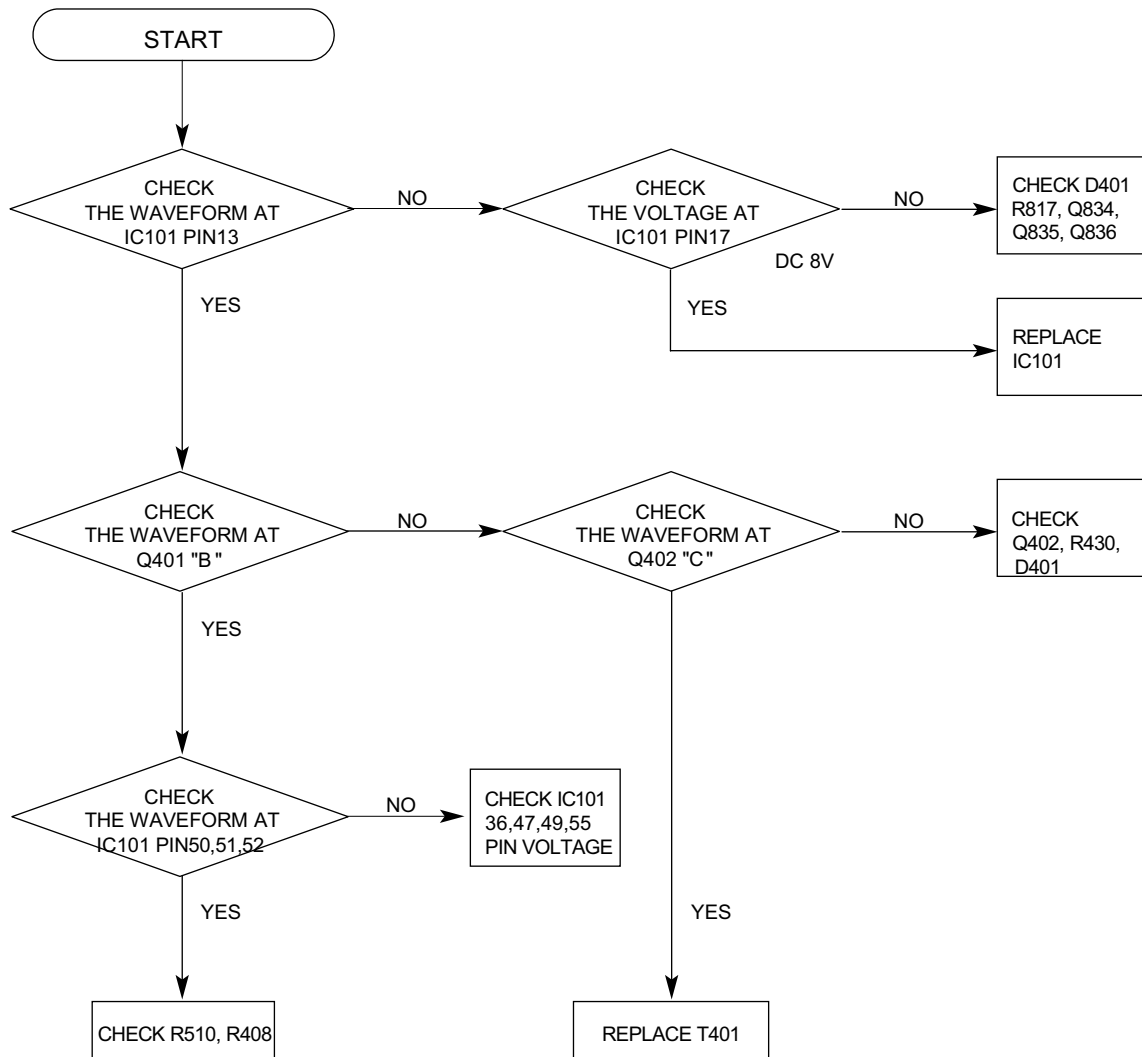 START
CHECK
THE WAVEFORM AT
IC101 PIN13
NO
CHECK
THE VOLTAGE AT
IC101 PIN17
DC 8V
NO
CHECK D401
R817, Q834,
Q835, Q836
YES
YES
REPLACE
IC101
CHECK
THE WAVEFORM AT
Q401 "B"
NO
CHECK
THE WAVEFORM AT
Q402 "C"
NO
CHECK
Q402, R430,
D401
YES
CHECK
THE WAVEFORM AT
IC101 PIN50,51,52
NO
CHECK IC101
36,47,49,55
PIN VOLTAGE
YES
YES
CHECK R510, R408
REPLACE T401